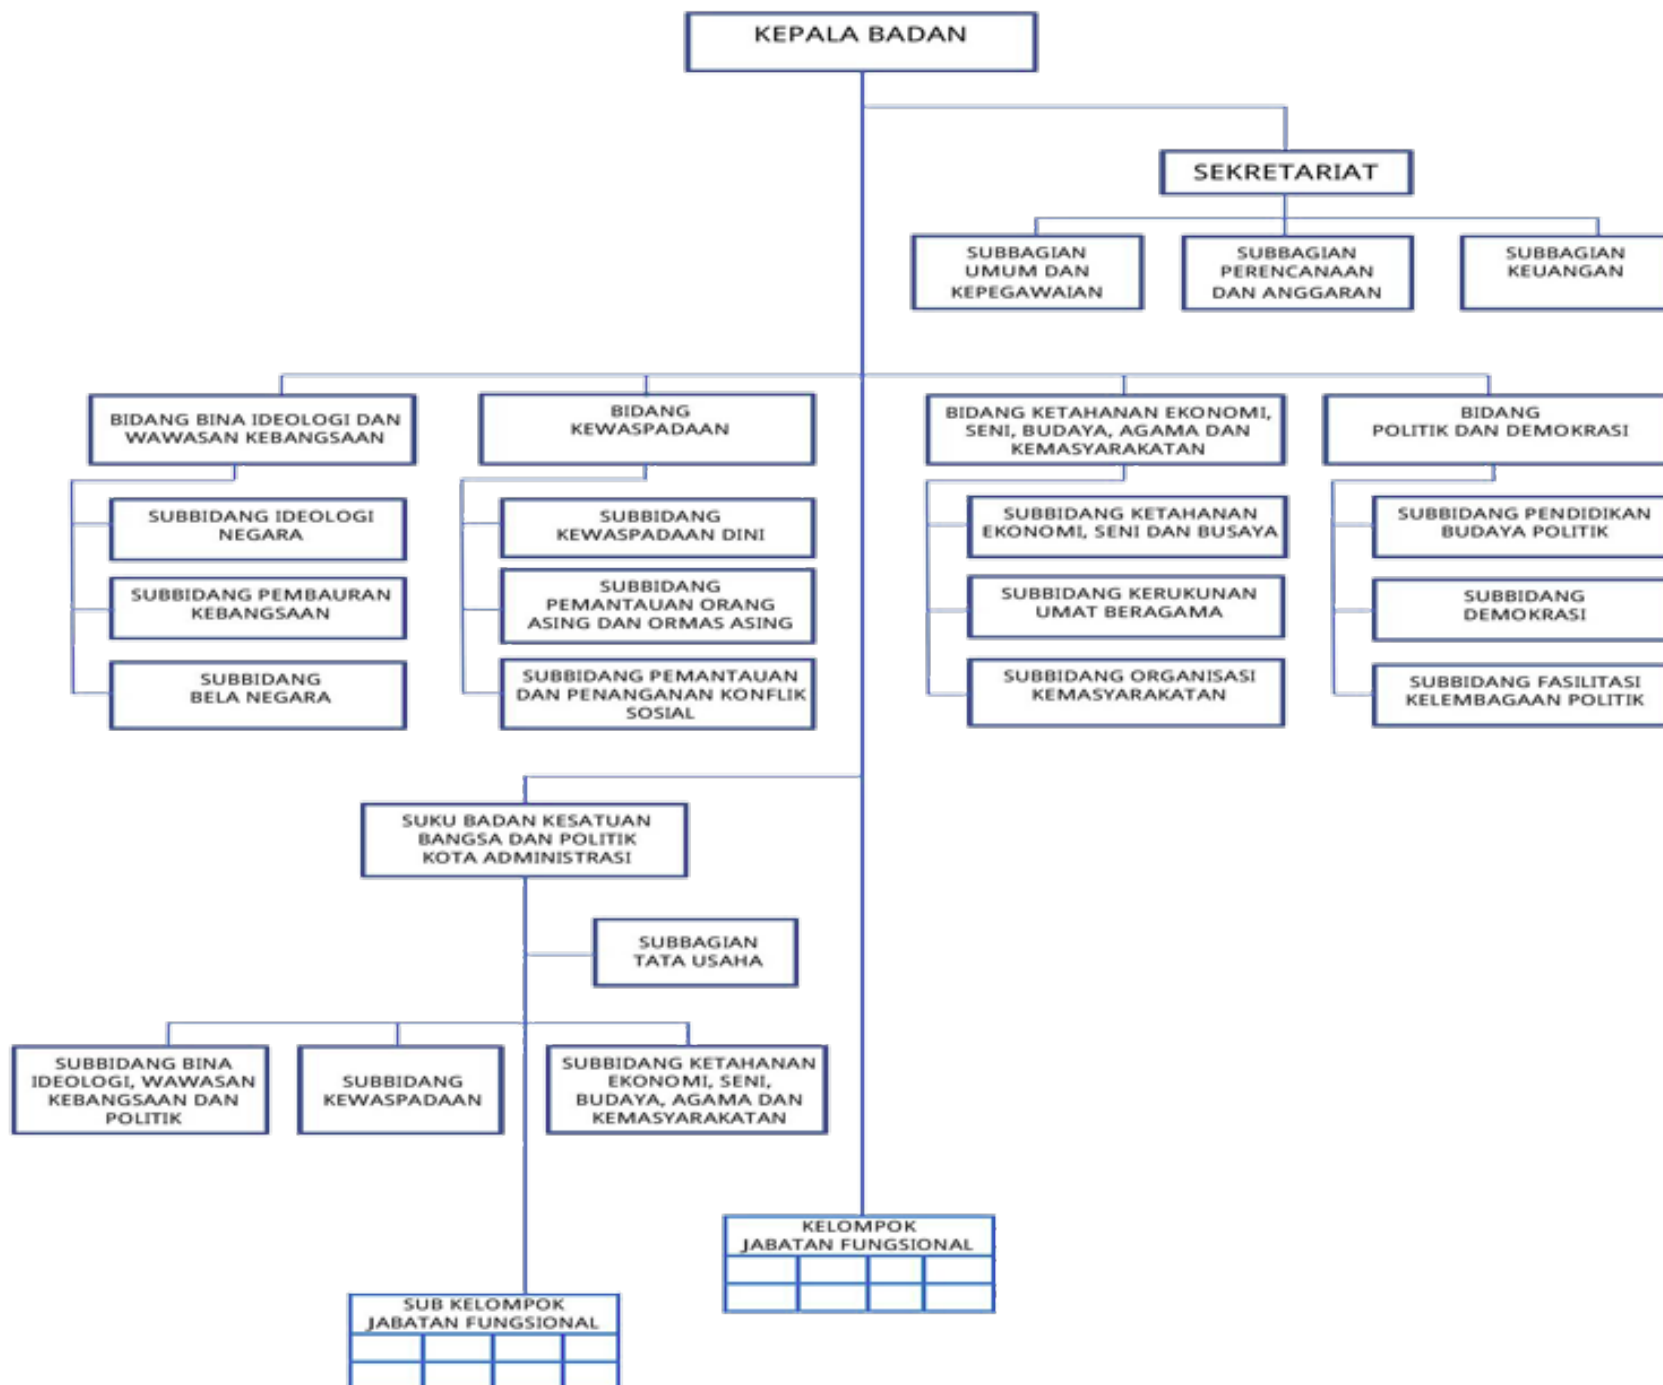 KEPALA BADAN
SEKRETARIAT
SUBBAGIAN
UMUM DAN
KEPEGAWAIAN
SUBBAGIAN
PERENCANAAN
DAN ANGGARAN
SUBBAGIAN
KEUANGAN
BIDANG BINA IDEOLOGI DAN
WAWASAN KEBANGSAAN
BIDANG
KEWASPADAAN
BIDANG KETAHANAN EKONOMI,
SENI, BUDAYA, AGAMA DAN
KEMASYARAKATAN
BIDANG
POLITIK DAN DEMOKRASI
SUBBIDANG IDEOLOGI
NEGARA
SUBBIDANG PEMBAURAN
KEBANGSAAN
SUBBIDANG
BELA NEGARA
SUBBIDANG
KEWASPADAAN DINI
SUBBIDANG
PEMANTAUAN ORANG
ASING DAN ORMAS ASING
SUBBIDANG PEMANTAUAN
DAN PENANGANAN KONFLIK
SOSIAL
SUBBIDANG KETAHANAN
EKONOMI, SENI DAN BUSAYA
SUBBIDANG KERUKUNAN
UMAT BERAGAMA
SUBBIDANG ORGANISASI
KEMASYARAKATAN
SUBBIDANG PENDIDIKAN
BUDAYA POLITIK
SUBBIDANG
DEMOKRASI
SUBBIDANG FASILITASI
KELEMBAGAAN POLITIK
SUKU BADAN KESATUAN
BANGSA DAN POLITIK
KOTA ADMINISTRASI
SUBBAGIAN
TATA USAHA
SUBBIDANG BINA
IDEOLOGI, WAWASAN
KEBANGSAAN DAN
POLITIK
SUBBIDANG
KEWASPADAAN
SUBBIDANG KETAHANAN
EKONOMI, SENI,
BUDAYA, AGAMA DAN
KEMASYARAKATAN
KELOMPOK
JABATAN FUNGSIONAL
SUB KELOMPOK
JABATAN FUNGSIONAL